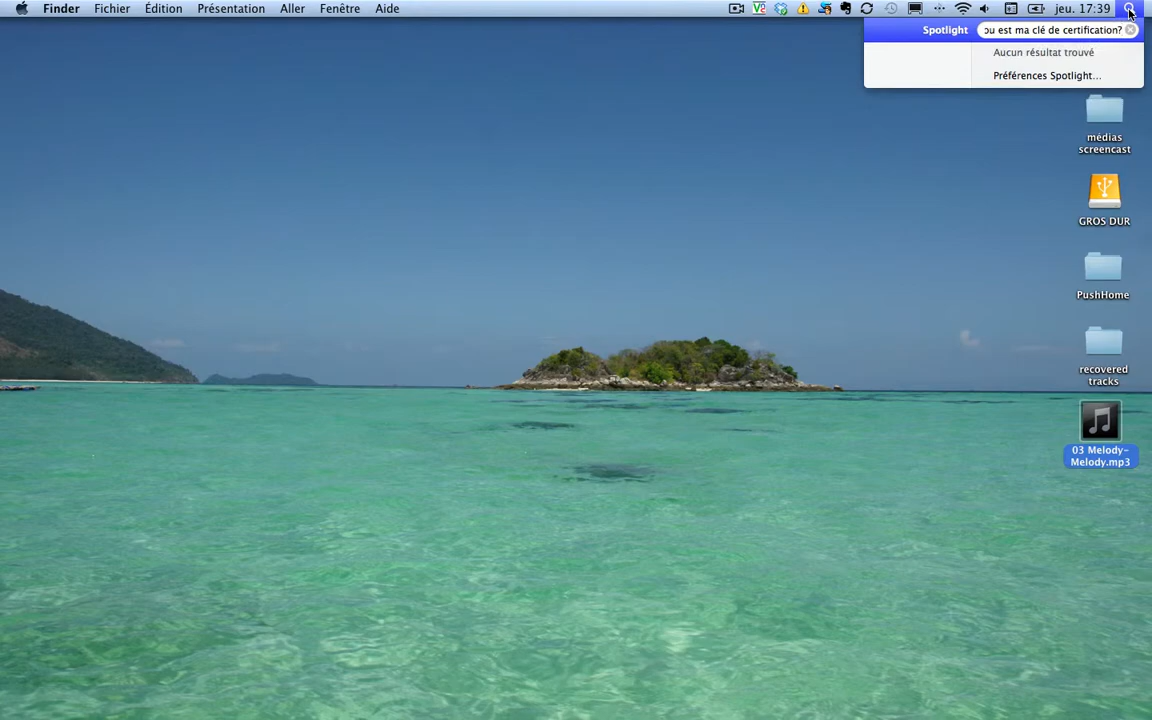 Finder Fichier Édition Présentation Aller Fenêtre Aide jeu. 17:39
Spotlight ou est ma clé de certification?
Aucun résultat trouvé
Préférences Spotlight...
médias
screencast
GROS DUR
PushHome
recovered
tracks
03 Melody-
Melody.mp3